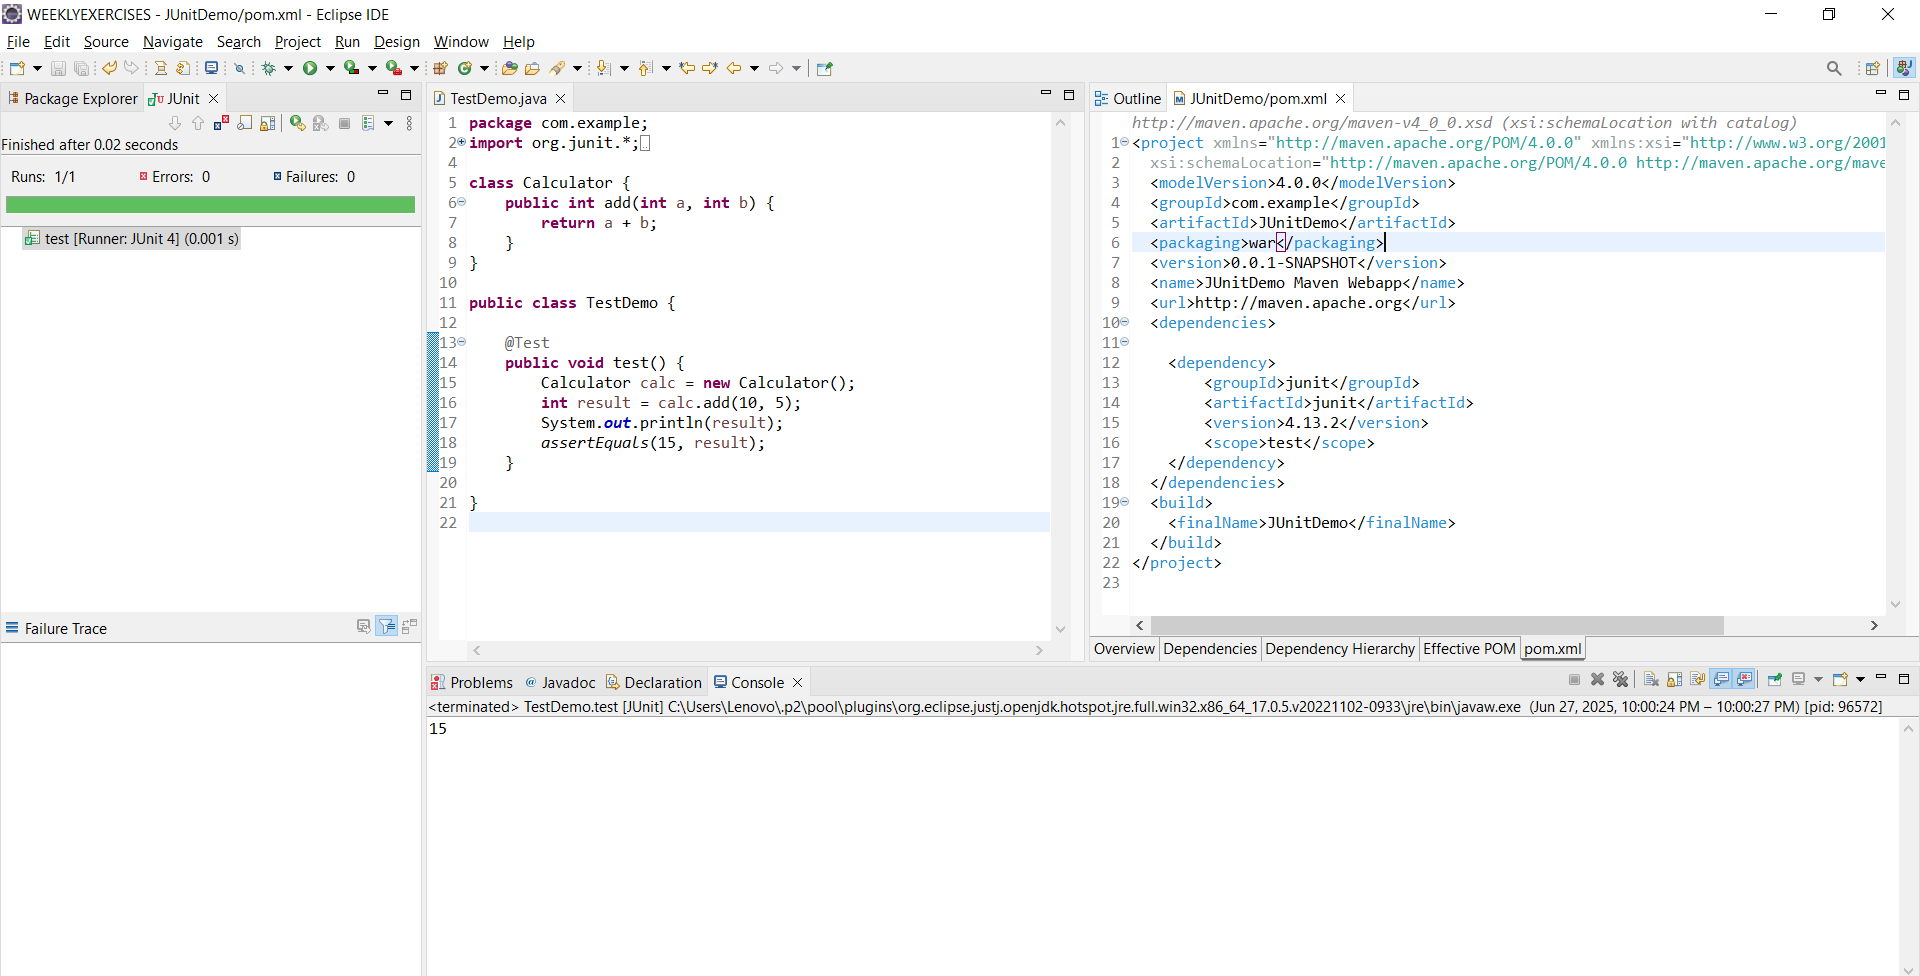 WEEKLYEXERCISES - JUnitDemo/pom.xml - Eclipse IDE
File Edit Source Navigate Search Project Run Design Window Help
Package Explorer JUnit
Finished after 0.02 seconds
Runs: 1/1 Errors: 0 Failures: 0
test [Runner: JUnit 4] (0.001 s)
Failure Trace
TestDemo.java
1 package com.example;
2 import org.junit.*;
4
5 class Calculator {
6 public int add(int a, int b) {
7 return a + b;
8 }
9 }
10
11 public class TestDemo {
12
13 @Test
14 public void test() {
15 Calculator calc = new Calculator();
16 int result = calc.add(10, 5);
17 System.out.println(result);
18 assertEquals(15, result);
19 }
20
21 }
22
Outline JUnitDemo/pom.xml
http://maven.apache.org/maven-v4_0_0.xsd (xsi:schemaLocation with catalog)
1 <project xmlns="http://maven.apache.org/POM/4.0.0" xmlns:xsi="http://www.w3.org/2001
2 xsi:schemaLocation="http://maven.apache.org/POM/4.0.0 http://maven.apache.org/mave
3 <modelVersion>4.0.0</modelVersion>
4 <groupId>com.example</groupId>
5 <artifactId>JUnitDemo</artifactId>
6 <packaging>war</packaging>
7 <version>0.0.1-SNAPSHOT</version>
8 <name>JUnitDemo Maven Webapp</name>
9 <url>http://maven.apache.org</url>
10 <dependencies>
11
12 <dependency>
13 <groupId>junit</groupId>
14 <artifactId>junit</artifactId>
15 <version>4.13.2</version>
16 <scope>test</scope>
17 </dependency>
18 </dependencies>
19 <build>
20 <finalName>JUnitDemo</finalName>
21 </build>
22 </project>
23
Overview Dependencies Dependency Hierarchy Effective POM pom.xml
Problems Javadoc Declaration Console
<terminated> TestDemo.test [JUnit] C:\Users\Lenovo\.p2\pool\plugins\org.eclipse.justj.openjdk.hotspot.jre.full.win32.x86_64_17.0.5.v20221102-0933\jre\bin\javaw.exe (Jun 27, 2025, 10:00:24 PM – 10:00:27 PM) [pid: 96572]
15